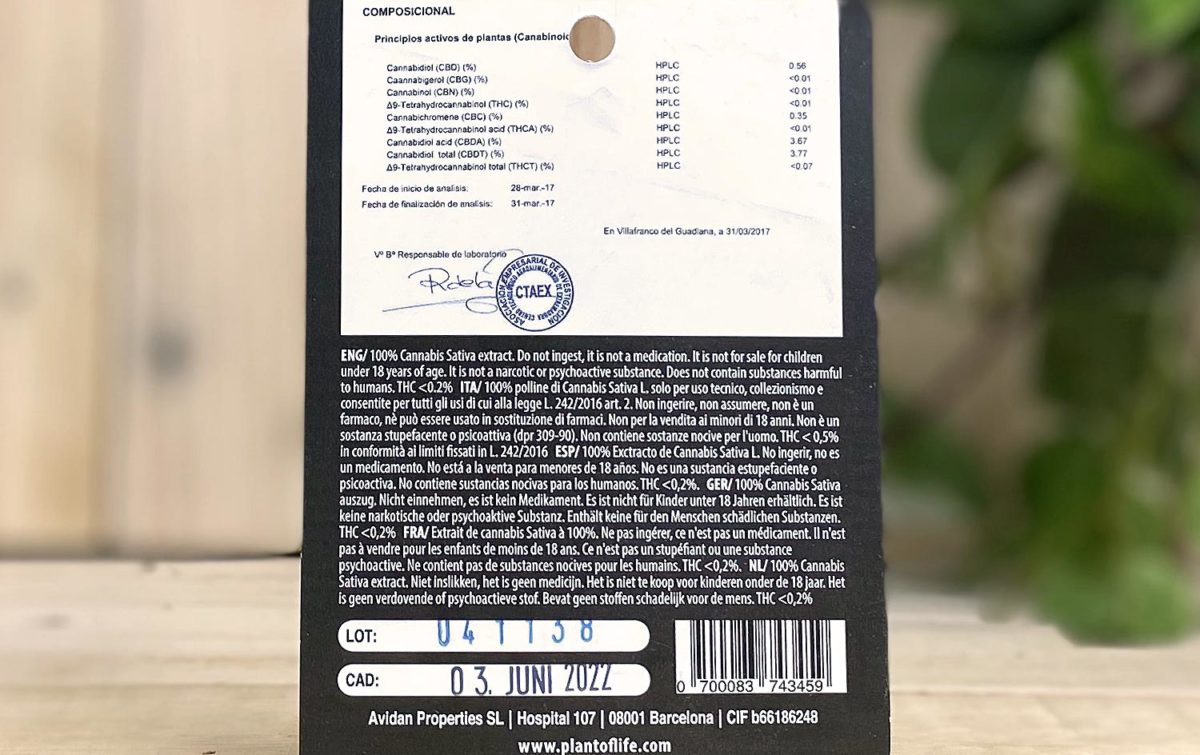 COMPOSICIONAL
Principios activos de plantas (Canabinoic
Cannabidiol (CBD) (%) HPLC 0.56
Caannabigerol (CBG) (%) HPLC <0.01
Cannabinol (CBN) (%) HPLC <0.01
Δ9-Tetrahydrocannabinol (THC) (%) HPLC <0.01
Cannabichromene (CBC) (%) HPLC 0.35
Δ9-Tetrahydrocannabinol acid (THCA) (%) HPLC <0.01
Cannabidiol acid (CBDA) (%) HPLC 3.67
Cannabidiol total (CBDT) (%) HPLC 3.77
Δ9-Tetrahydrocannabinol total (THCT) (%) HPLC <0.07
Fecha de inicio de analisis: 28-mar.-17
Fecha de finalización de analisis: 31-mar.-17
En Villafranco del Guadiana, a 31/03/2017
Vº Bº Responsable de laboratorio
ASOCIACION EMPRESARIAL DE INVESTIGACION
CENTRO TECNOLOGICO AGROALIMENTARIO DE EXTREMADURA
CTAEX
ENG/ 100% Cannabis Sativa extract. Do not ingest, it is not a medication. It is not for sale for children
under 18 years of age. It is not a narcotic or psychoactive substance. Does not contain substances harmful
to humans. THC <0.2% ITA/ 100% polline di Cannabis Sativa L. solo per uso tecnico, collezionismo e
consentite per tutti gli usi di cui alla legge L. 242/2016 art. 2. Non ingerire, non assumere, non è un
farmaco, nè può essere usato in sostituzione di farmaci. Non per la vendita ai minori di 18 anni. Non è un
sostanza stupefacente o psicoattiva (dpr 309-90). Non contiene sostanze nocive per l'uomo. THC < 0,5%
in conformità ai limiti fissati in L. 242/2016 ESP/ 100% Exctracto de Cannabis Sativa L. No ingerir, no es
un medicamento. No está a la venta para menores de 18 años. No es una sustancia estupefaciente o
psicoactiva. No contiene sustancias nocivas para los humanos. THC <0,2%. GER/ 100% Cannabis Sativa
auszug. Nicht einnehmen, es ist kein Medikament. Es ist nicht für Kinder unter 18 Jahren erhältlich. Es ist
keine narkotische oder psychoaktive Substanz. Enthält keine für den Menschen schädlichen Substanzen.
THC <0,2% FRA/ Extrait de cannabis Sativa à 100%. Ne pas ingérer, ce n'est pas un médicament. Il n'est
pas à vendre pour les enfants de moins de 18 ans. Ce n'est pas un stupéfiant ou une substance
psychoactive. Ne contient pas de substances nocives pour les humains. THC <0,2%. NL/ 100% Cannabis
Sativa extract. Niet inslikken, het is geen medicijn. Het is niet te koop voor kinderen onder de 18 jaar. Het
is geen verdovende of psychoactieve stof. Bevat geen stoffen schadelijk voor de mens. THC <0,2%
LOT: 041138
CAD: 03. JUNI 2022
0 700083 743459
Avidan Properties SL | Hospital 107 | 08001 Barcelona | CIF b66186248
www.plantoflife.com